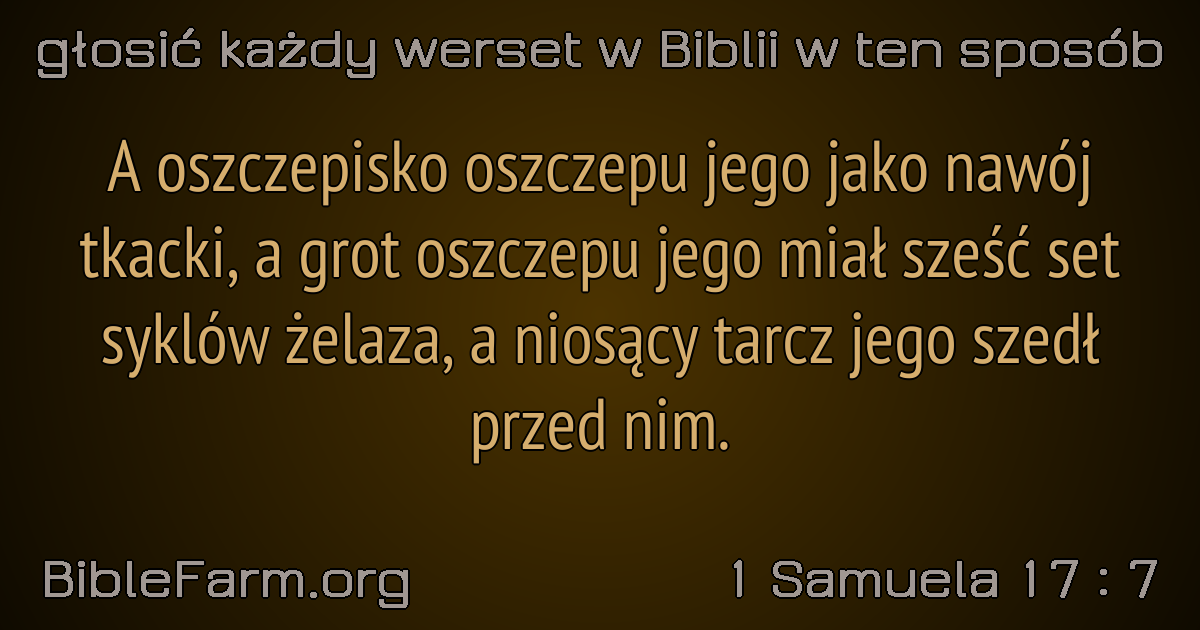 głosić każdy werset w Biblii w ten sposób
A oszczepisko oszczepu jego jako nawój
tkacki, a grot oszczepu jego miał sześć set
syklów żelaza, a niosący tarcz jego szedł
przed nim.
BibleFarm.org
1 Samuela 17 : 7